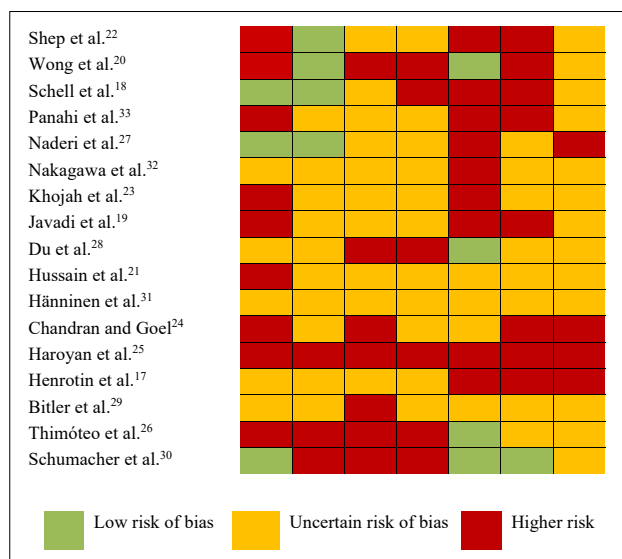 Shep et al.22
Wong et al.20
Schell et al.18
Panahi et al.33
Naderi et al.27
Nakagawa et al.32
Khojah et al.23
Javadi et al.19
Du et al.28
Hussain et al.21
Hänninen et al.31
Chandran and Goel24
Haroyan et al.25
Henrotin et al.17
Bitler et al.29
Thimóteo et al.26
Schumacher et al.30
Low risk of bias Uncertain risk of bias Higher risk